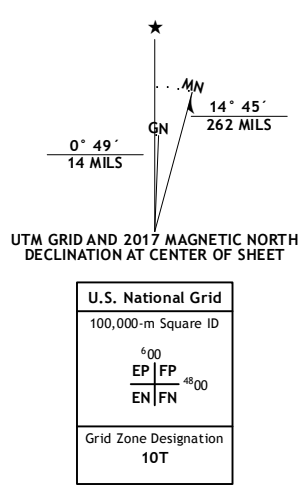 ★
MN
GN
14° 45´
262 MILS
0° 49´
14 MILS
UTM GRID AND 2017 MAGNETIC NORTH
DECLINATION AT CENTER OF SHEET
U.S. National Grid
100,000-m Square ID
⁶00
EP FP
⁴⁸00
EN FN
Grid Zone Designation
10T